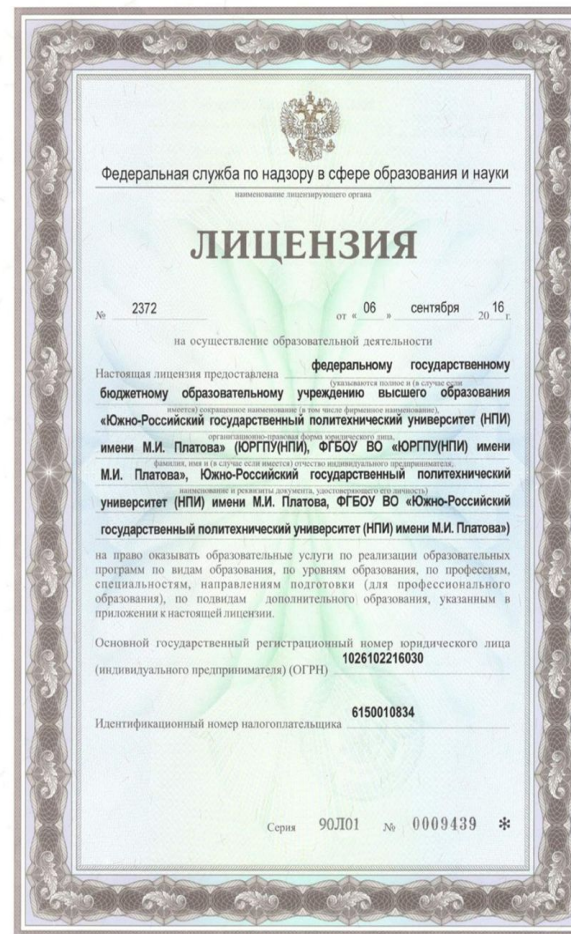 Федеральная служба по надзору в сфере образования и науки
наименование лицензирующего органа
ЛИЦЕНЗИЯ
№ 2372 от « 06 » сентября 20 16 г.
на осуществление образовательной деятельности
Настоящая лицензия предоставлена федеральному государственному
(указываются полное и (в случае если
бюджетному образовательному учреждению высшего образования
имеется) сокращенное наименование (в том числе фирменное наименование),
«Южно-Российский государственный политехнический университет (НПИ)
организационно-правовая форма юридического лица,
имени М.И. Платова» (ЮРГПУ(НПИ), ФГБОУ ВО «ЮРГПУ(НПИ) имени
фамилия, имя и (в случае если имеется) отчество индивидуального предпринимателя,
М.И. Платова», Южно-Российский государственный политехнический
наименование и реквизиты документа, удостоверяющего его личность)
университет (НПИ) имени М.И. Платова, ФГБОУ ВО «Южно-Российский
государственный политехнический университет (НПИ) имени М.И. Платова»)
на право оказывать образовательные услуги по реализации образовательных
программ по видам образования, по уровням образования, по профессиям,
специальностям, направлениям подготовки (для профессионального
образования), по подвидам дополнительного образования, указанным в
приложении к настоящей лицензии.
Основной государственный регистрационный номер юридического лица
(индивидуального предпринимателя) (ОГРН) 1026102216030
Идентификационный номер налогоплательщика 6150010834
Серия 90Л01 № 0009439 *